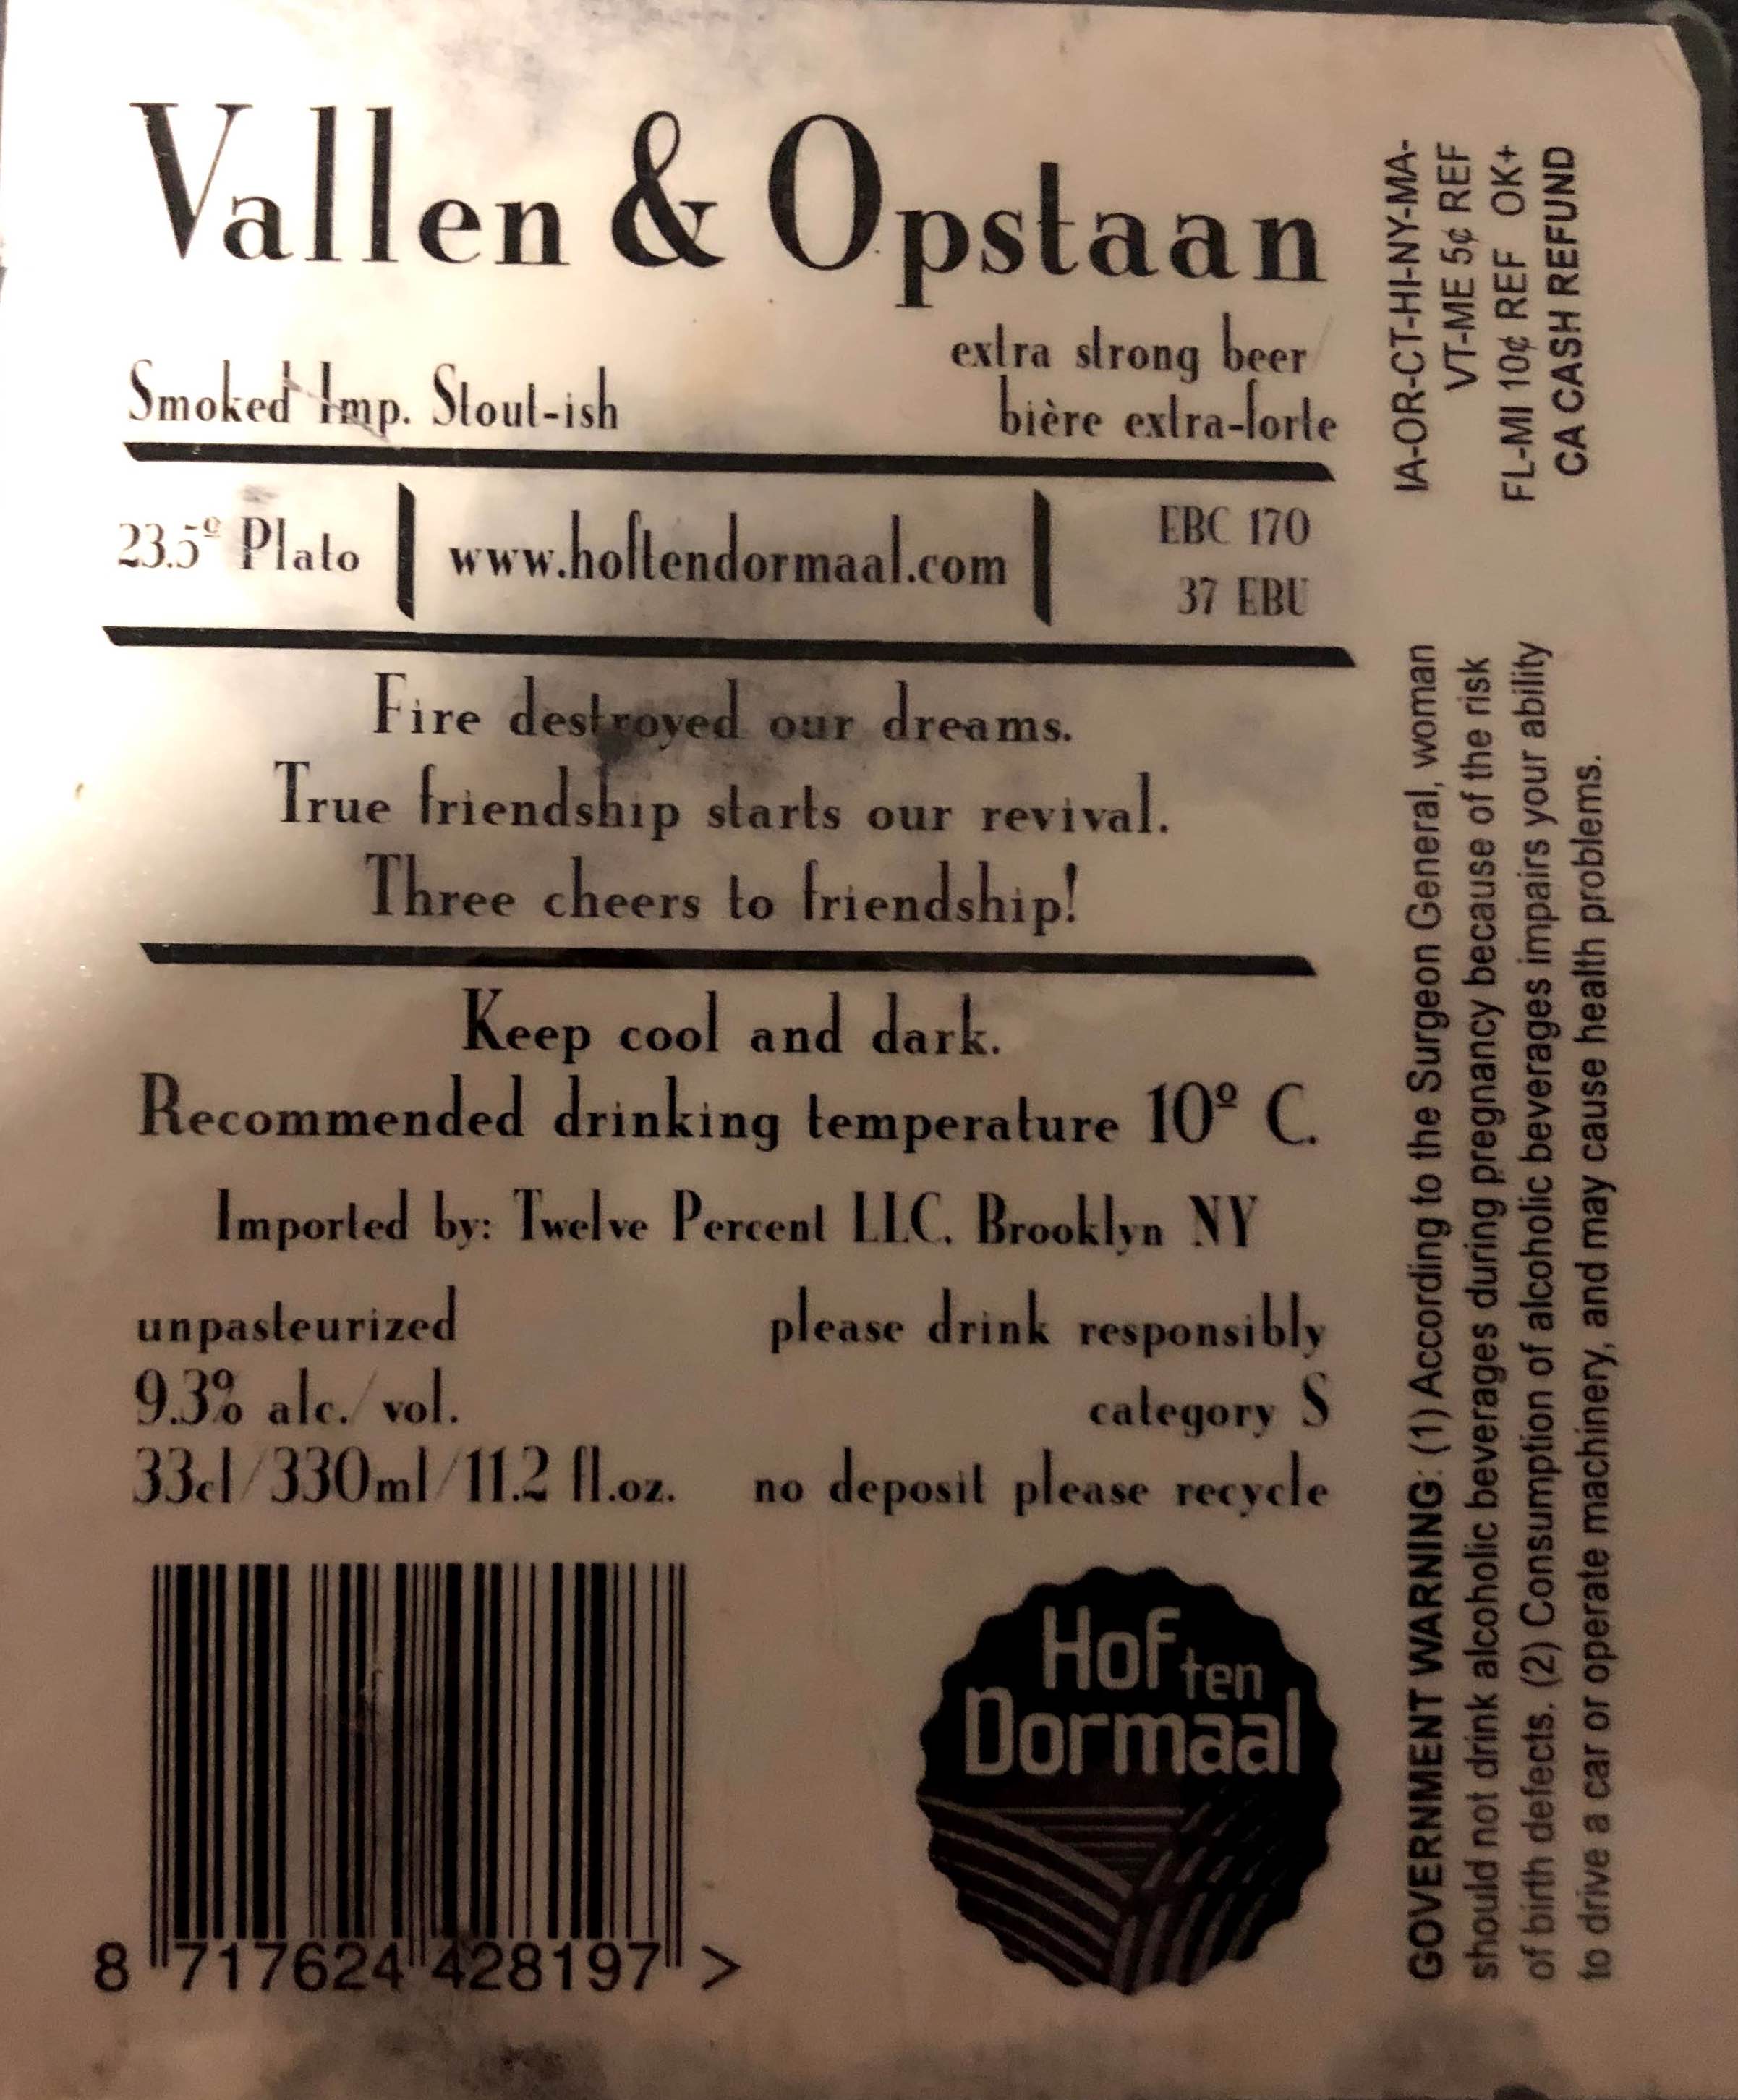 Vallen & Opstaan
Smoked Imp. Stout-ish
extra strong beer
bière extra-forte
23.5º Plato
www.hoftendormaal.com
EBC 170
37 EBU
Fire destroyed our dreams.
True friendship starts our revival.
Three cheers to friendship!
Keep cool and dark.
Recommended drinking temperature 10º C.
Imported by: Twelve Percent LLC, Brooklyn NY
unpasteurized
please drink responsibly
9.3% alc./vol.
category S
33cl/330ml/11.2 fl.oz.
no deposit please recycle
8 717624 428197 >
Hof ten
Dormaal
IA-OR-CT-HI-NY-MA-
VT-ME 5¢ REF
FL-MI 10¢ REF OK+
CA CASH REFUND
GOVERNMENT WARNING: (1) According to the Surgeon General, woman
should not drink alcoholic beverages during pregnancy because of the risk
of birth defects. (2) Consumption of alcoholic beverages impairs your ability
to drive a car or operate machinery, and may cause health problems.